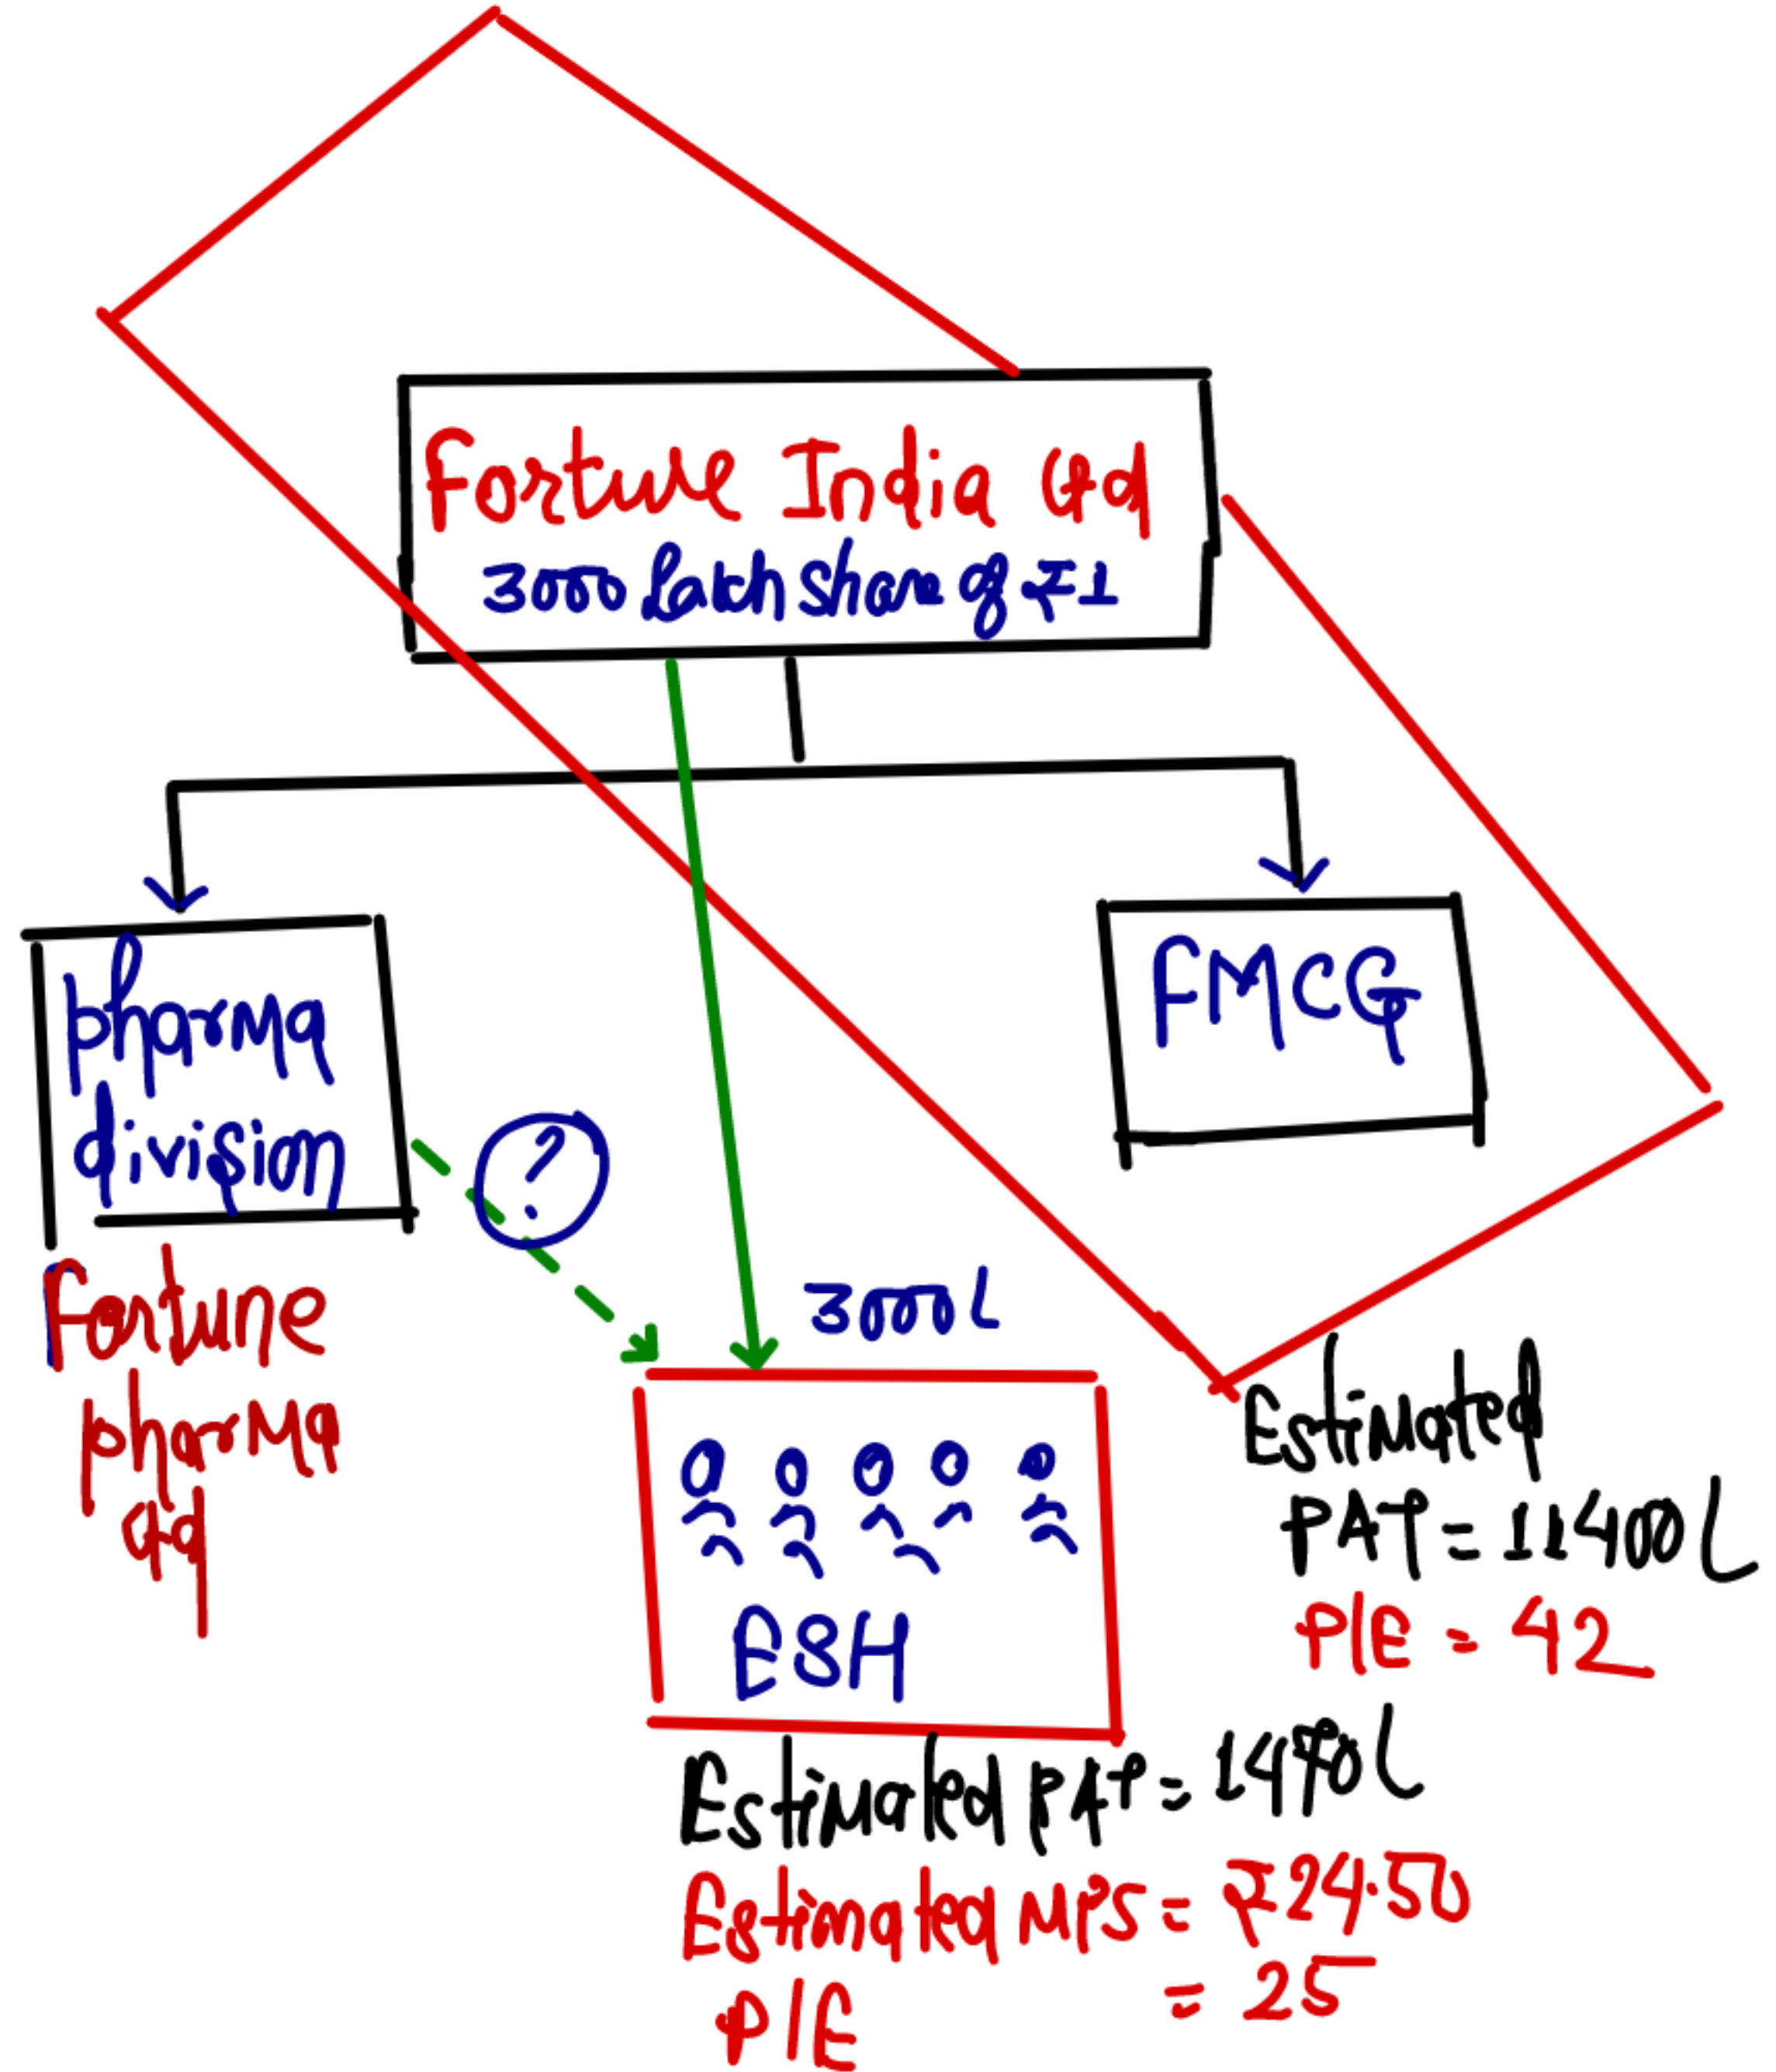 Fortune India Ltd
3000 Lakh share of ₹1
pharma
division
FMCG
?
Fortune
pharma
Ltd
3000 L
ESH
Estimated
PAT = 11400 L
P/E = 42
Estimated PAT = 1470 L
Estimated MPS = ₹24.50
P/E = 25